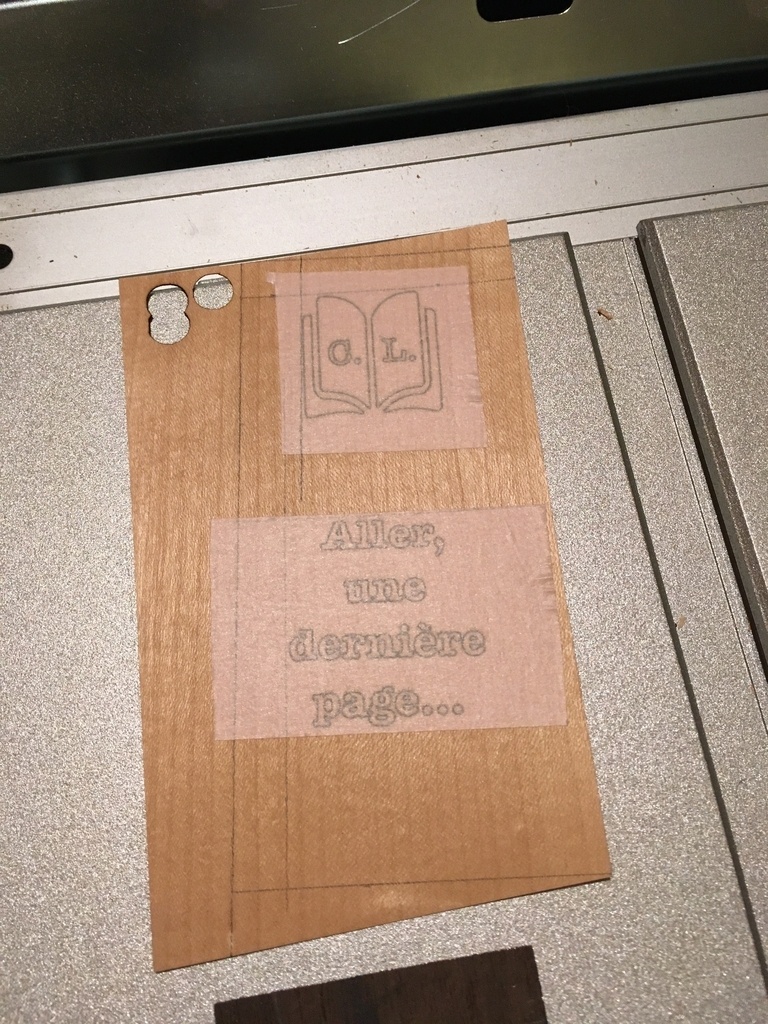 C. L.
Aller,
une
dernière
page...